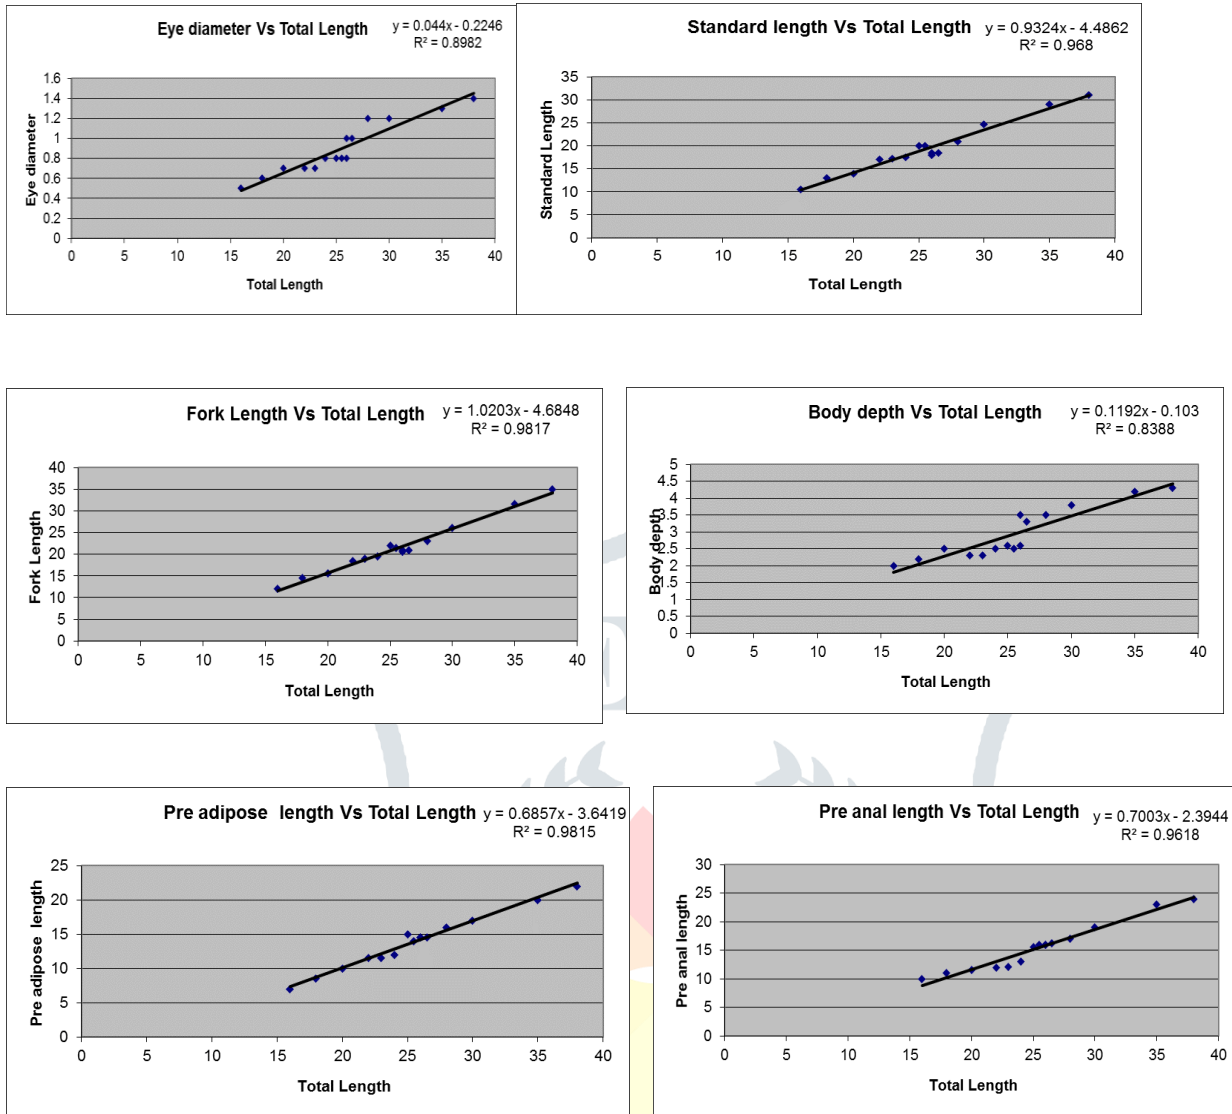 Eye diameter Vs Total Length
y = 0.044x - 0.2246
R² = 0.8982
Eye diameter
1.6
1.4
1.2
1
0.8
0.6
0.4
0.2
0
0 5 10 15 20 25 30 35 40
Total Length
Standard length Vs Total Length
y = 0.9324x - 4.4862
R² = 0.968
Standard Length
35
30
25
20
15
10
5
0
0 5 10 15 20 25 30 35 40
Total Length
Fork Length Vs Total Length
y = 1.0203x - 4.6848
R² = 0.9817
Fork Length
40
35
30
25
20
15
10
5
0
0 5 10 15 20 25 30 35 40
Total Length
Body depth Vs Total Length
y = 0.1192x - 0.103
R² = 0.8388
Body depth
5
4.5
4
3.5
3
2.5
2
1.5
1
0.5
0
0 5 10 15 20 25 30 35 40
Total Length
Pre adipose length Vs Total Length
y = 0.6857x - 3.6419
R² = 0.9815
Pre adipose length
25
20
15
10
5
0
0 5 10 15 20 25 30 35 40
Total Length
Pre anal length Vs Total Length
y = 0.7003x - 2.3944
R² = 0.9618
Pre anal length
30
25
20
15
10
5
0
0 5 10 15 20 25 30 35 40
Total Length